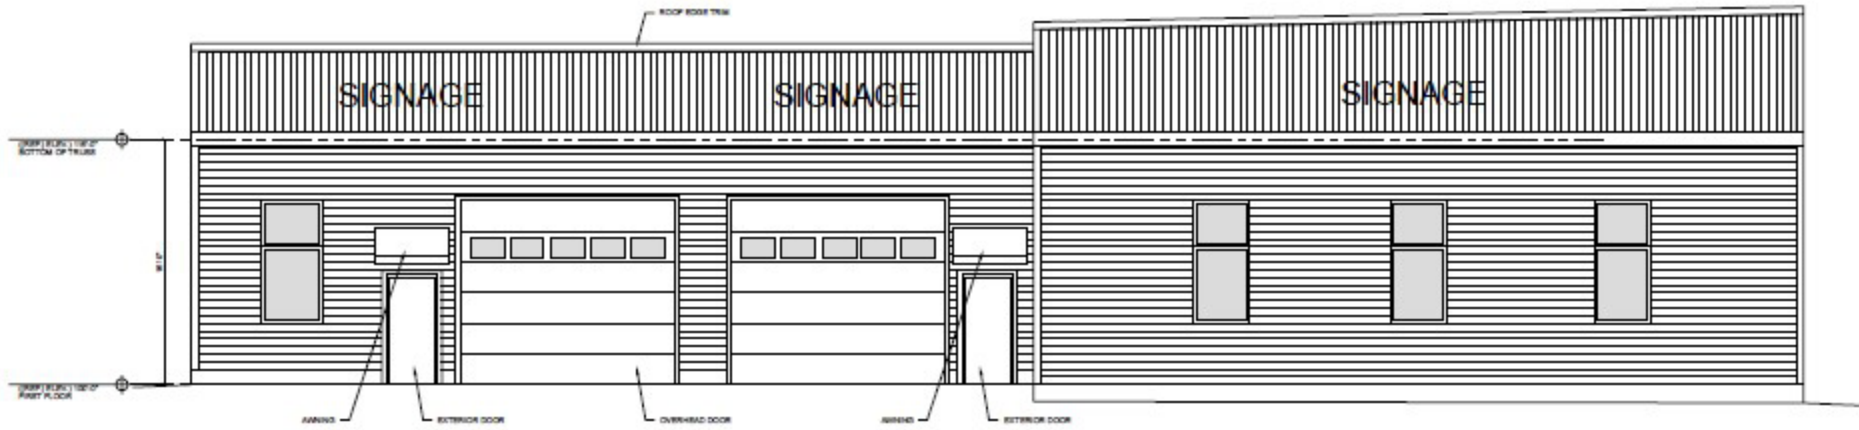 ROOF EDGE TRIM
SIGNAGE SIGNAGE SIGNAGE
BOTTOM OF TRUSS
FIRST FLOOR
AWNING EXTERIOR DOOR OVERHEAD DOOR AWNING EXTERIOR DOOR